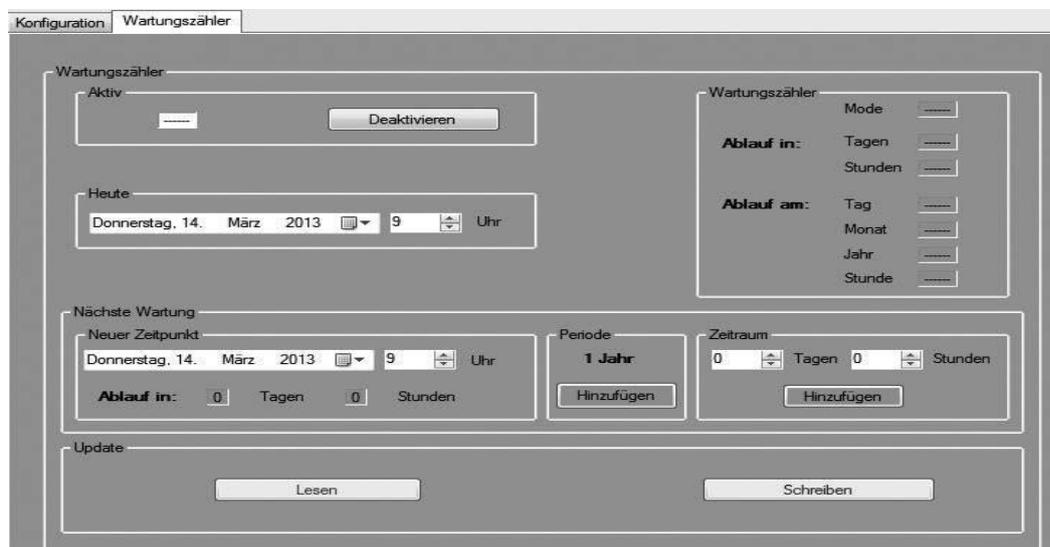 Konfiguration Wartungszähler
Wartungszähler
Aktiv
------ Deaktivieren
Heute
Donnerstag, 14. März 2013 9 Uhr
Wartungszähler
Mode ------
Ablauf in: Tagen ------
Stunden ------
Ablauf am: Tag ------
Monat ------
Jahr ------
Stunde ------
Nächste Wartung
Neuer Zeitpunkt
Donnerstag, 14. März 2013 9 Uhr
Ablauf in: 0 Tagen 0 Stunden
Periode
1 Jahr
Hinzufügen
Zeitraum
0 Tagen 0 Stunden
Hinzufügen
Update
Lesen Schreiben